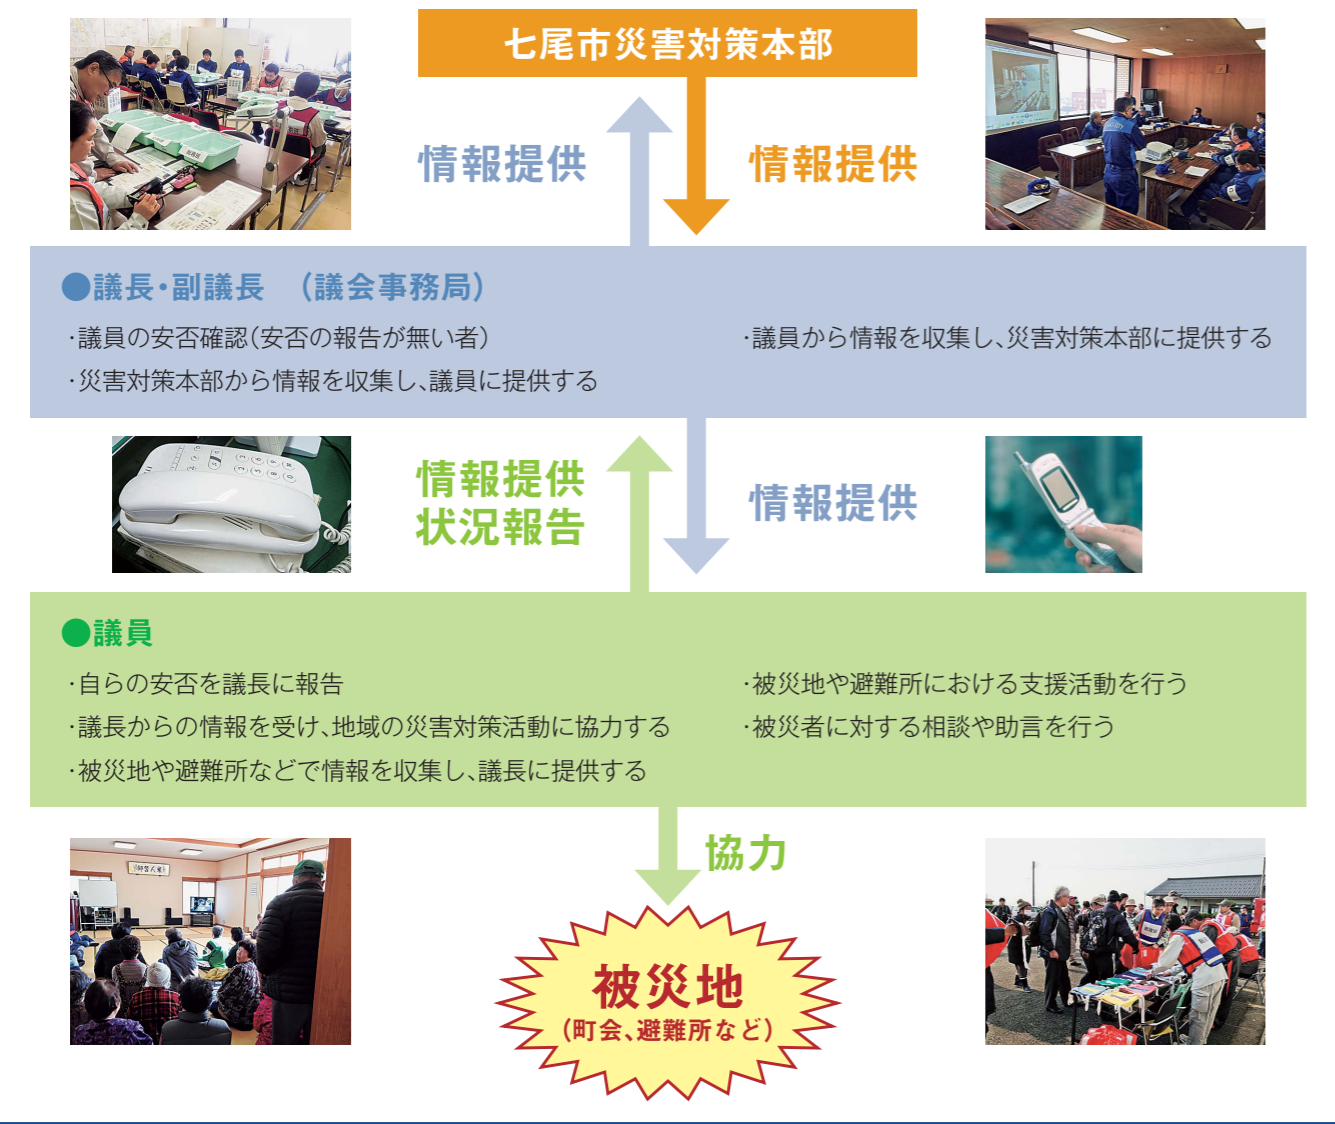 七尾市災害対策本部
情報提供
情報提供
●議長・副議長　（議会事務局）
・議員の安否確認（安否の報告が無い者）
・災害対策本部から情報を収集し、議員に提供する
・議員から情報を収集し、災害対策本部に提供する
情報提供
状況報告
情報提供
●議員
・自らの安否を議長に報告
・議長からの情報を受け、地域の災害対策活動に協力する
・被災地や避難所などで情報を収集し、議長に提供する
・被災地や避難所における支援活動を行う
・被災者に対する相談や助言を行う
協力
被災地
（町会、避難所など）